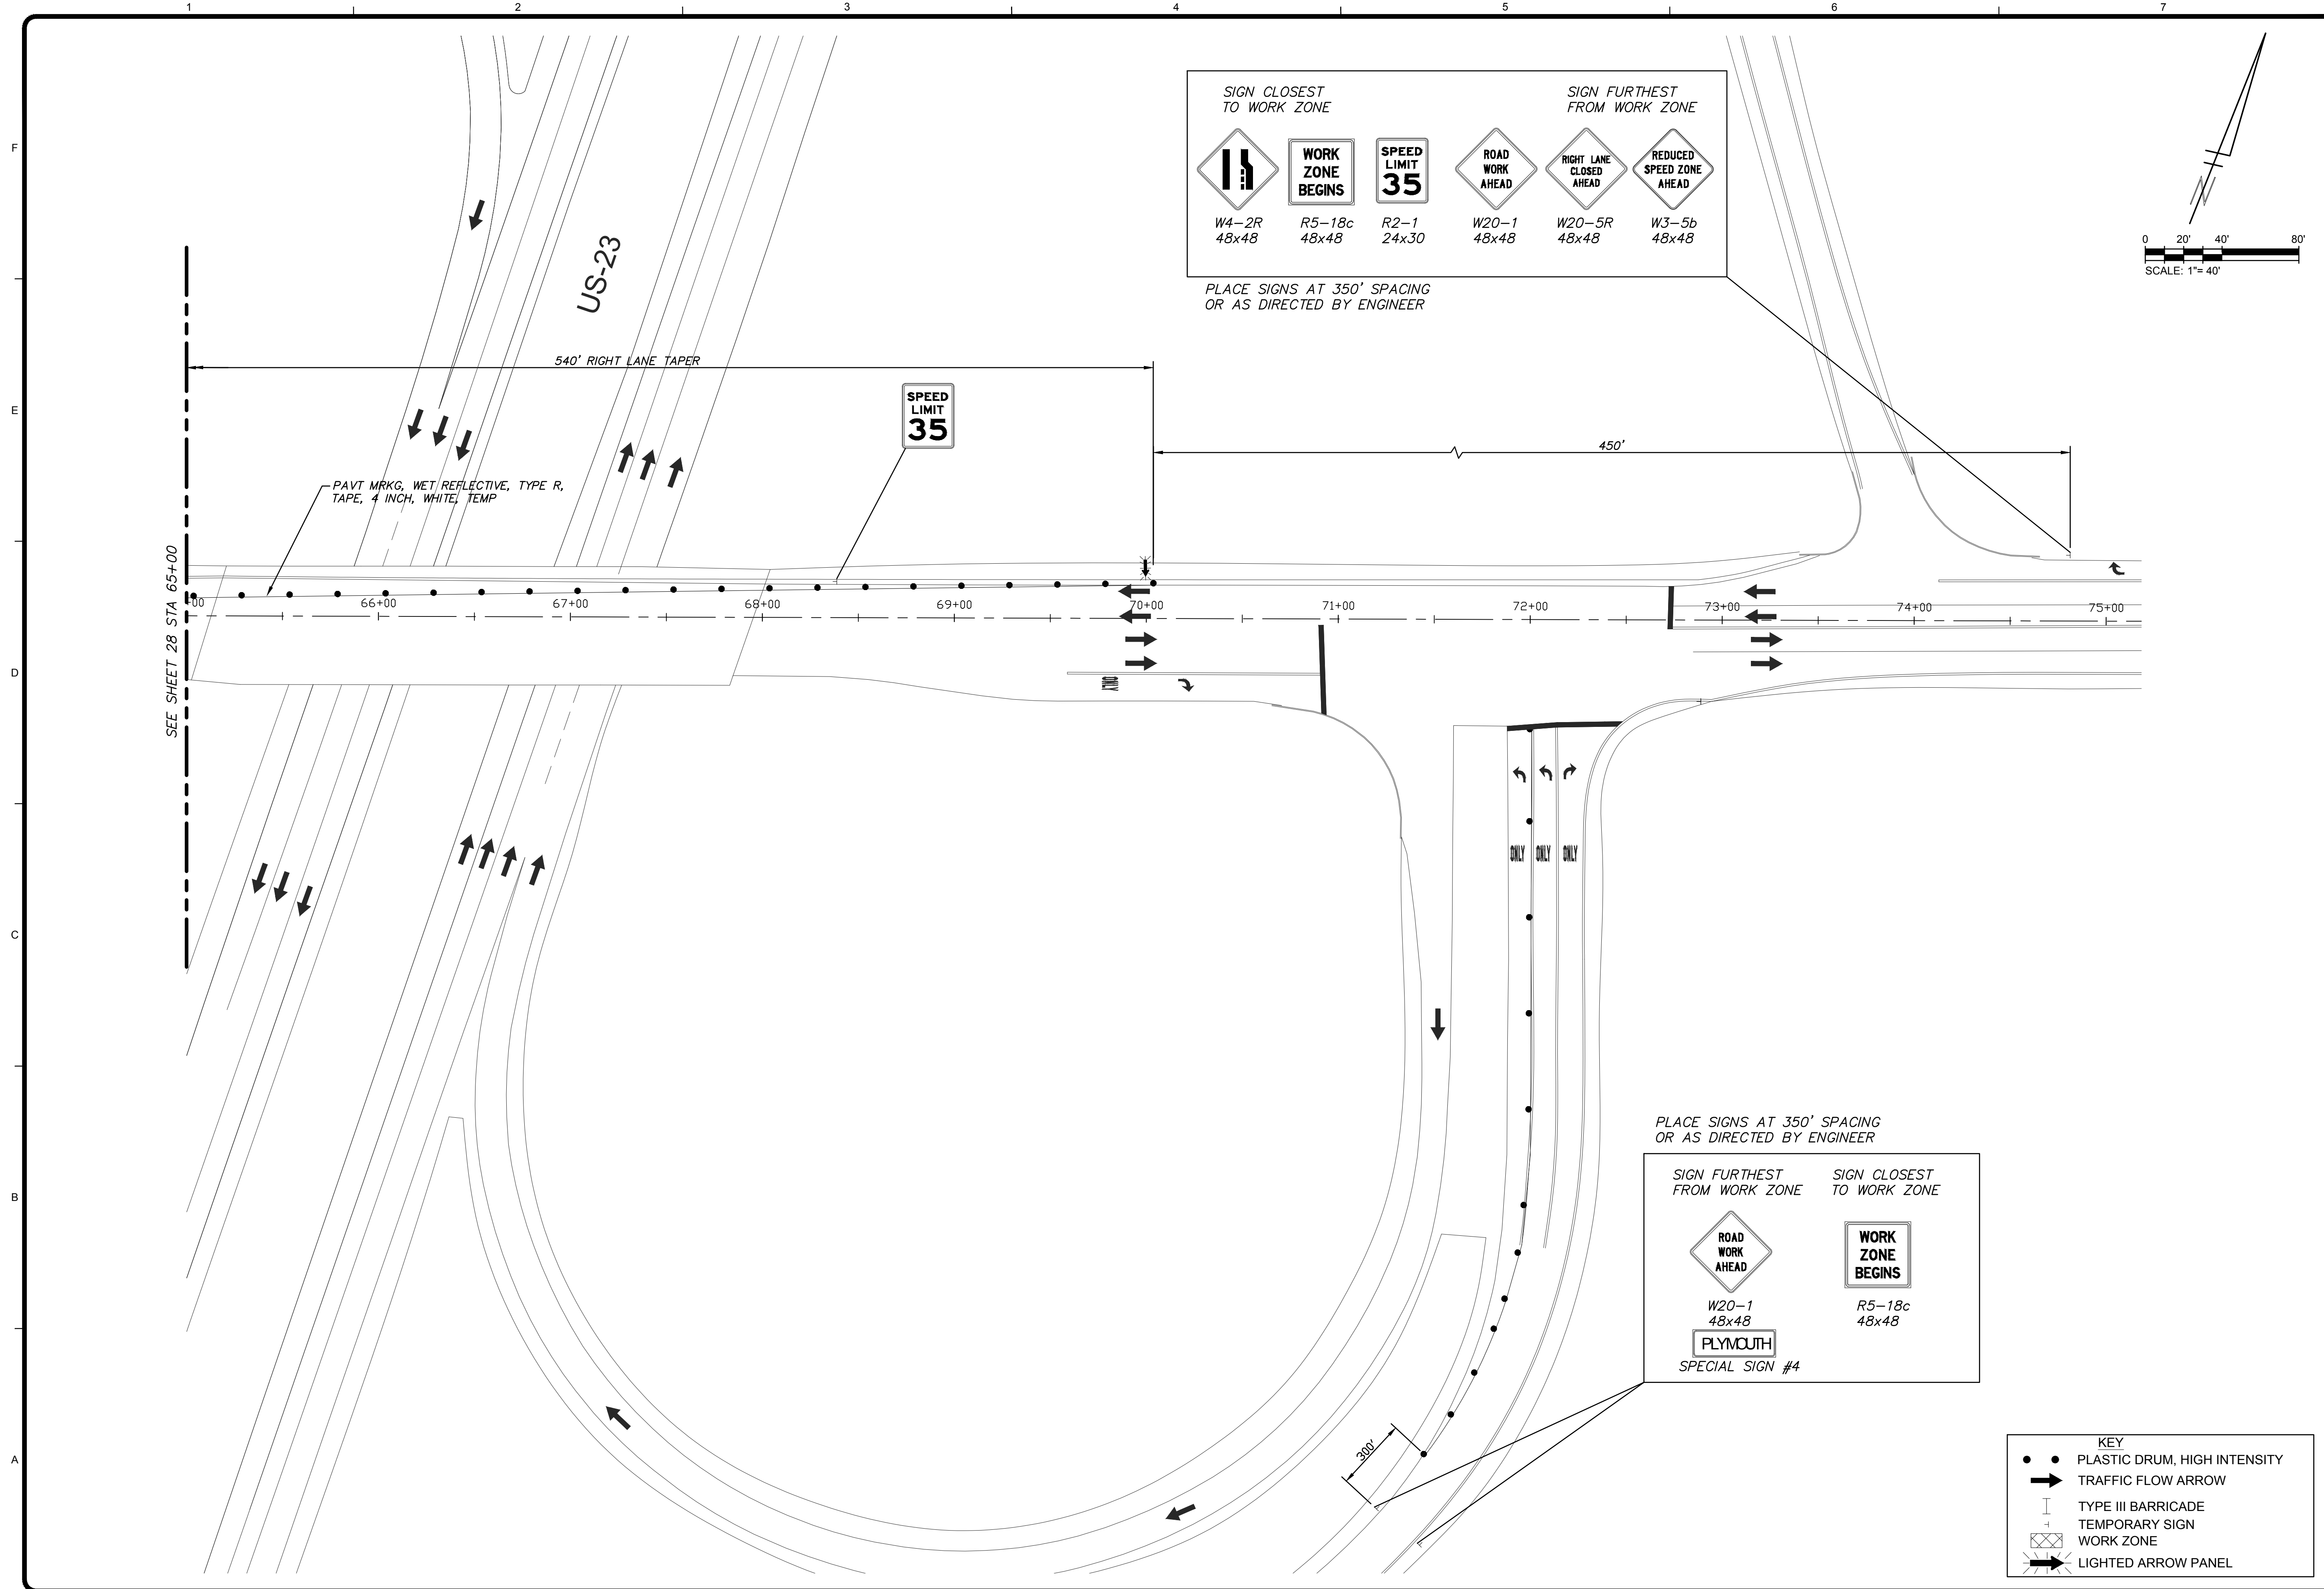 1 2 3 4 5 6 7
F
E
D
C
B
A
SIGN CLOSEST
TO WORK ZONE
SIGN FURTHEST
FROM WORK ZONE
WORK
ZONE
BEGINS
SPEED
LIMIT
35
ROAD
WORK
AHEAD
RIGHT LANE
CLOSED
AHEAD
REDUCED
SPEED ZONE
AHEAD
W4-2R
48x48
R5-18c
48x48
R2-1
24x30
W20-1
48x48
W20-5R
48x48
W3-5b
48x48
PLACE SIGNS AT 350' SPACING
OR AS DIRECTED BY ENGINEER
N
0 20' 40' 80'
SCALE: 1"= 40'
US-23
540' RIGHT LANE TAPER
SPEED
LIMIT
35
450'
PAVT MRKG, WET REFLECTIVE, TYPE R,
TAPE, 4 INCH, WHITE, TEMP
SEE SHEET 28 STA 65+00
00 66+00 67+00 68+00 69+00 70+00 71+00 72+00 73+00 74+00 75+00
ONLY
ONLY ONLY ONLY
PLACE SIGNS AT 350' SPACING
OR AS DIRECTED BY ENGINEER
SIGN FURTHEST
FROM WORK ZONE
SIGN CLOSEST
TO WORK ZONE
ROAD
WORK
AHEAD
WORK
ZONE
BEGINS
W20-1
48x48
R5-18c
48x48
PLYMOUTH
SPECIAL SIGN #4
300'
KEY
PLASTIC DRUM, HIGH INTENSITY
TRAFFIC FLOW ARROW
TYPE III BARRICADE
TEMPORARY SIGN
WORK ZONE
LIGHTED ARROW PANEL